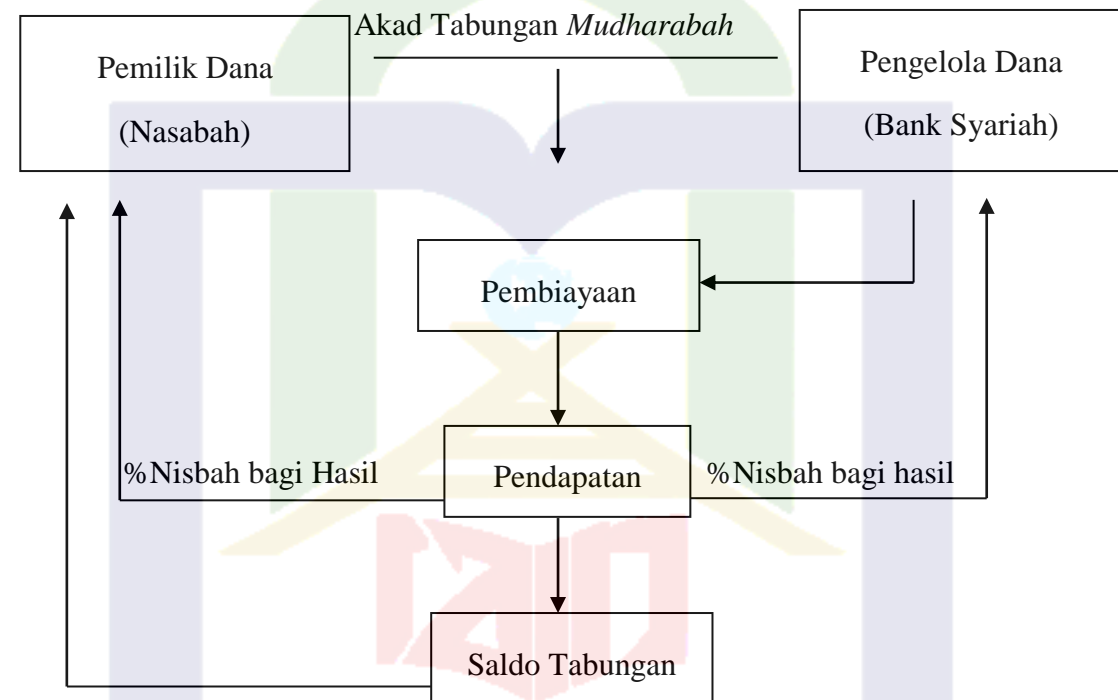 Akad Tabungan Mudharabah
Pemilik Dana
(Nasabah)
Pengelola Dana
(Bank Syariah)
Pembiayaan
%Nisbah bagi Hasil
Pendapatan
%Nisbah bagi hasil
Saldo Tabungan